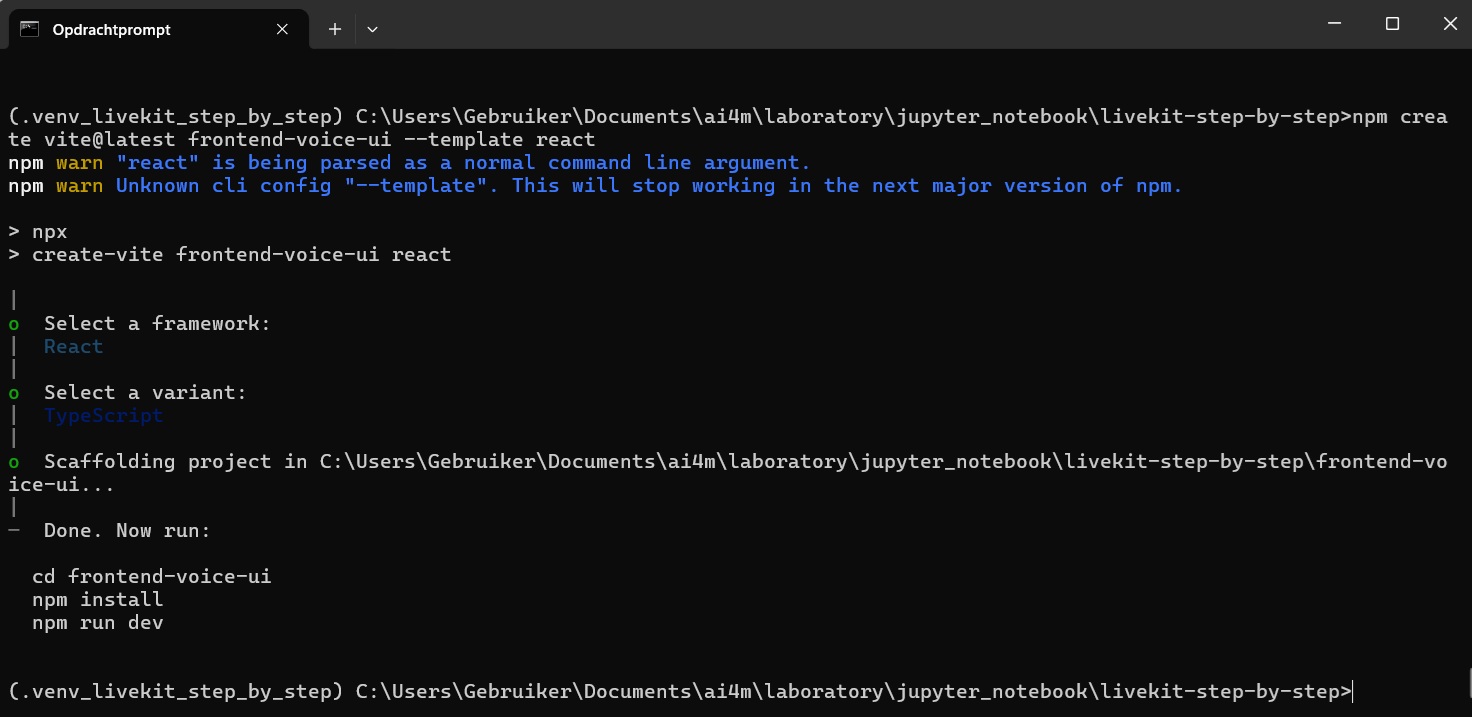 Opdrachtprompt
(.venv_livekit_step_by_step) C:\Users\Gebruiker\Documents\ai4m\laboratory\jupyter_notebook\livekit-step-by-step>npm crea
te vite@latest frontend-voice-ui --template react
npm warn "react" is being parsed as a normal command line argument.
npm warn Unknown cli config "--template". This will stop working in the next major version of npm.
> npx
> create-vite frontend-voice-ui react
|
o  Select a framework:
|  React
|
o  Select a variant:
|  TypeScript
|
o  Scaffolding project in C:\Users\Gebruiker\Documents\ai4m\laboratory\jupyter_notebook\livekit-step-by-step\frontend-vo
ice-ui...
|
—  Done. Now run:
  cd frontend-voice-ui
  npm install
  npm run dev
(.venv_livekit_step_by_step) C:\Users\Gebruiker\Documents\ai4m\laboratory\jupyter_notebook\livekit-step-by-step>